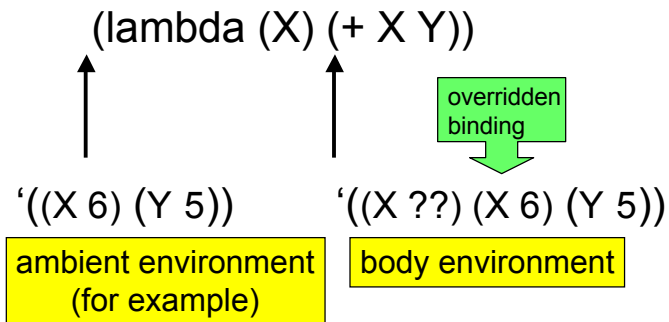 (lambda (X) (+ X Y))
overridden
binding
‘((X 6) (Y 5))
‘((X ??) (X 6) (Y 5))
ambient environment
(for example)
body environment